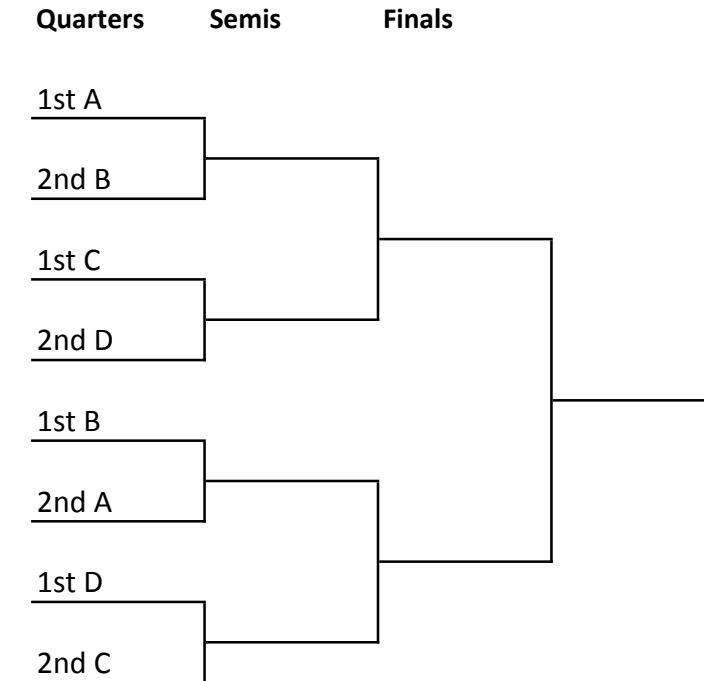 Quarters Semis Finals
1st A
2nd B
1st C
2nd D
1st B
2nd A
1st D
2nd C